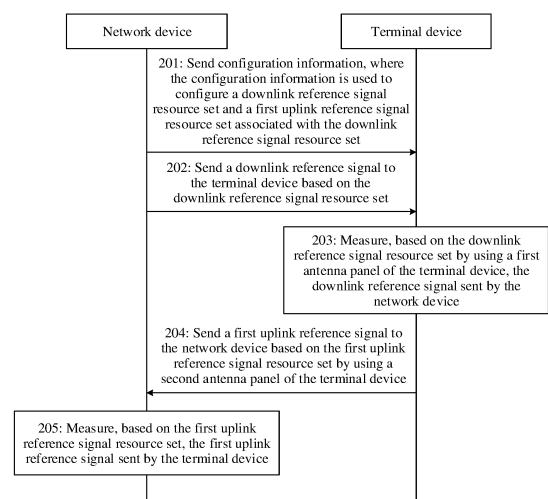 Network device
Terminal device
201: Send configuration information, where
the configuration information is used to
configure a downlink reference signal
resource set and a first uplink reference signal
resource set associated with the downlink
reference signal resource set
202: Send a downlink reference signal to
the terminal device based on the
downlink reference signal resource set
203: Measure, based on the downlink
reference signal resource set by using a first
antenna panel of the terminal device, the
downlink reference signal sent by the
network device
204: Send a first uplink reference signal to
the network device based on the first uplink
reference signal resource set by using a
second antenna panel of the terminal device
205: Measure, based on the first uplink
reference signal resource set, the first uplink
reference signal sent by the terminal device